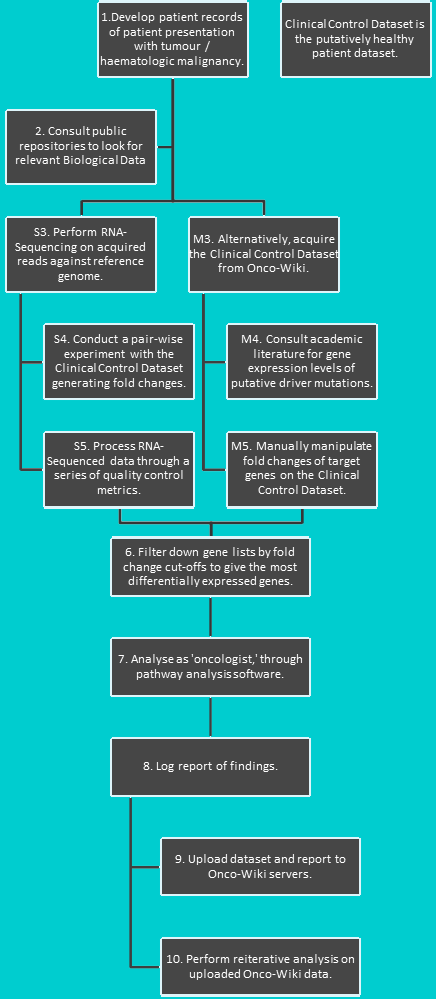 1.Develop patient records
of patient presentation
with tumour /
haematologic malignancy.
Clinical Control Dataset is
the putatively healthy
patient dataset.
2. Consult public
repositories to look for
relevant Biological Data
S3. Perform RNA-
Sequencing on acquired
reads against reference
genome.
M3. Alternatively, acquire
the Clinical Control Dataset
from Onco-Wiki.
S4. Conduct a pair-wise
experiment with the
Clinical Control Dataset
generating fold changes.
M4. Consult academic
literature for gene
expression levels of
putative driver mutations.
S5. Process RNA-
Sequenced data through a
series of quality control
metrics.
M5. Manually manipulate
fold changes of target
genes on the Clinical
Control Dataset.
6. Filter down gene lists by fold
change cut-offs to give the most
differentially expressed genes.
7. Analyse as 'oncologist,' through
pathway analysis software.
8. Log report of findings.
9. Upload dataset and report to
Onco-Wiki servers.
10. Perform reiterative analysis on
uploaded Onco-Wiki data.